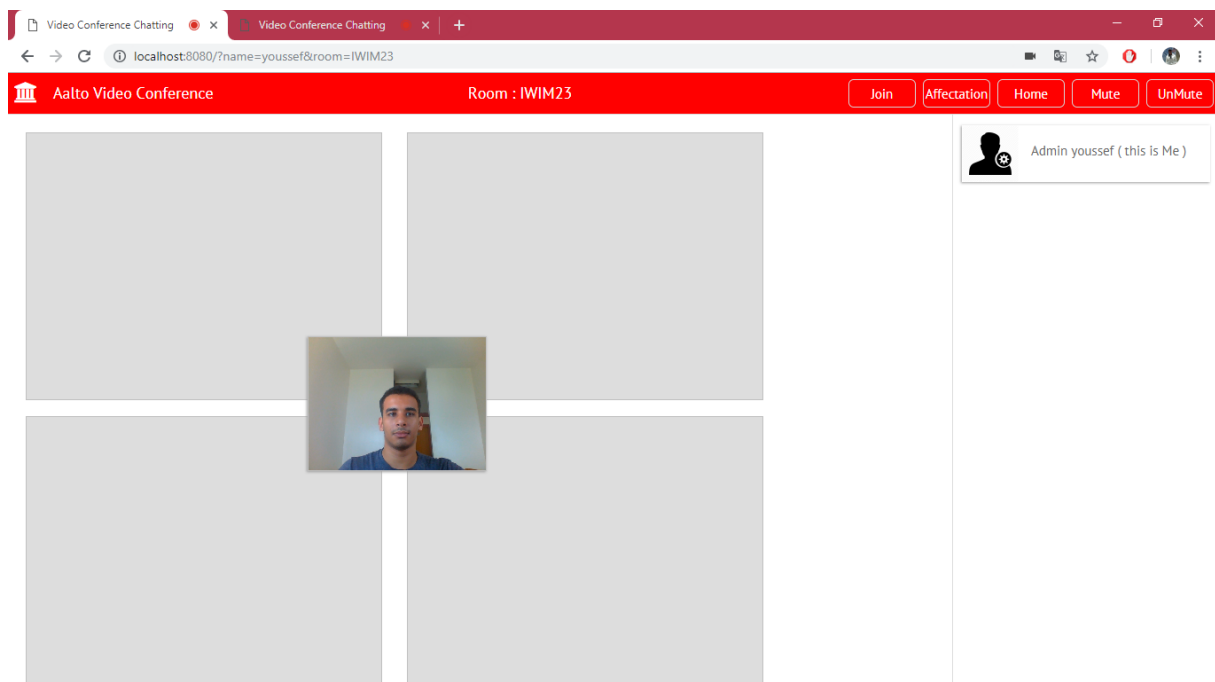 Video Conference Chatting Video Conference Chatting
localhost:8080/?name=youssef&room=IWIM23
Aalto Video Conference Room : IWIM23 Join Affectation Home Mute UnMute
Admin youssef ( this is Me )